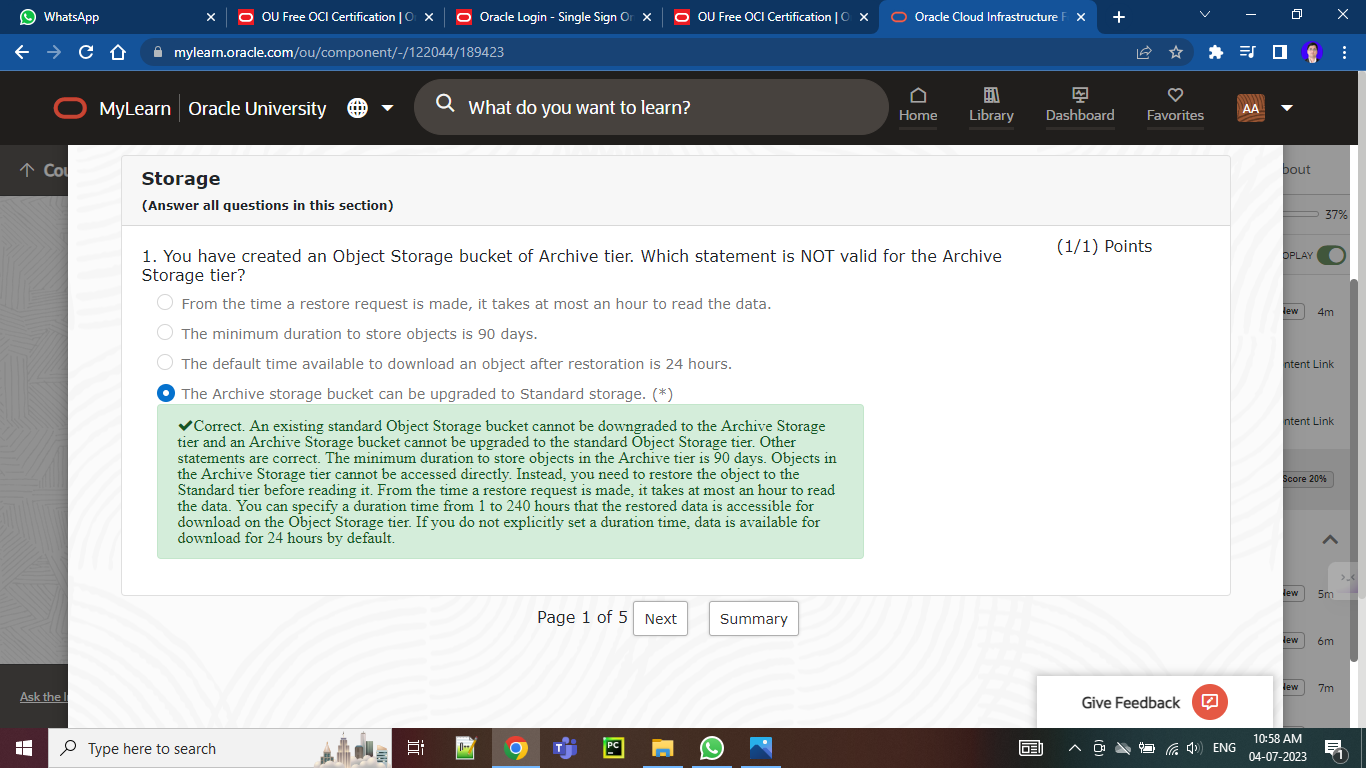 WhatsApp
OU Free OCI Certification | O
Oracle Login - Single Sign Or
OU Free OCI Certification | O
Oracle Cloud Infrastructure F
mylearn.oracle.com/ou/component/-/122044/189423
MyLearn
Oracle University
What do you want to learn?
Home
Library
Dashboard
Favorites
AA
Cou
bout
37%
OPLAY
Storage
(Answer all questions in this section)
1. You have created an Object Storage bucket of Archive tier. Which statement is NOT valid for the Archive
Storage tier?
(1/1) Points
From the time a restore request is made, it takes at most an hour to read the data.
The minimum duration to store objects is 90 days.
The default time available to download an object after restoration is 24 hours.
The Archive storage bucket can be upgraded to Standard storage. (*)
✔Correct. An existing standard Object Storage bucket cannot be downgraded to the Archive Storage
tier and an Archive Storage bucket cannot be upgraded to the standard Object Storage tier. Other
statements are correct. The minimum duration to store objects in the Archive tier is 90 days. Objects in
the Archive Storage tier cannot be accessed directly. Instead, you need to restore the object to the
Standard tier before reading it. From the time a restore request is made, it takes at most an hour to read
the data. You can specify a duration time from 1 to 240 hours that the restored data is accessible for
download on the Object Storage tier. If you do not explicitly set a duration time, data is available for
download for 24 hours by default.
Page 1 of 5
Next
Summary
iew
4m
ntent Link
ntent Link
Score 20%
iew
5m
iew
6m
iew
7m
Ask the I
Give Feedback
Type here to search
PC
ENG
10:58 AM
04-07-2023
1